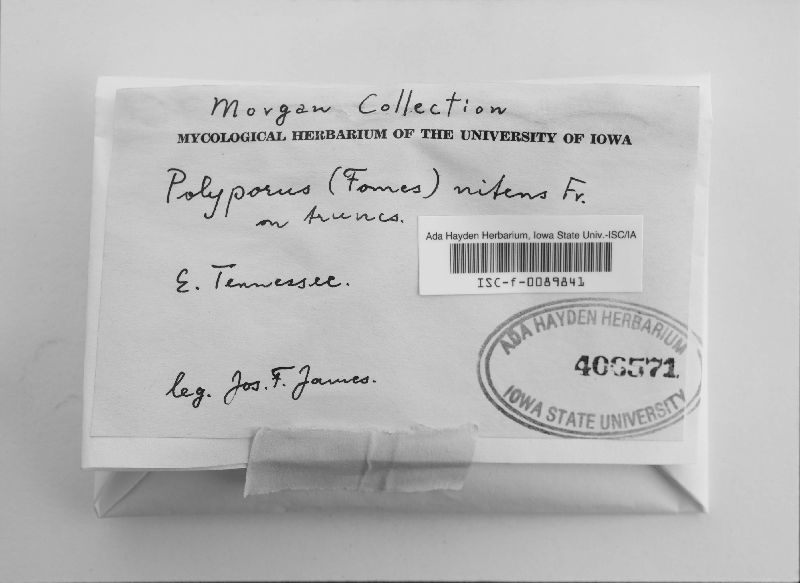 Morgan Collection
MYCOLOGICAL HERBARIUM OF THE UNIVERSITY OF IOWA
Polyporus (Fomes) nitens Fr.
on truncs.
Ada Hayden Herbarium, Iowa State Univ.-ISC/IA
ISC-f-0089841
E. Tennessee.
ADA HAYDEN HERBARIUM
406571
IOWA STATE UNIVERSITY
leg. Jos. F. James.